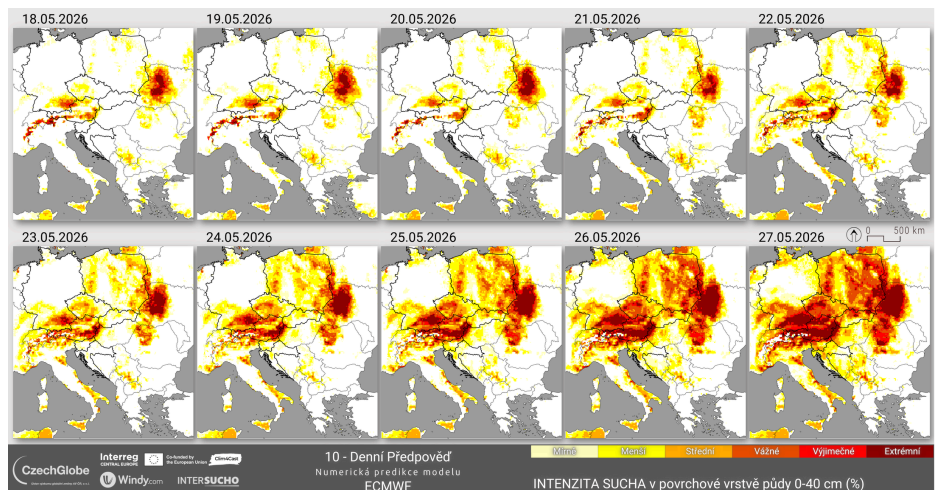 18.05.2026 19.05.2026 20.05.2026 21.05.2026 22.05.2026
0 500 km
23.05.2026 24.05.2026 25.05.2026 26.05.2026 27.05.2026
CzechGlobe
Interreg
CENTRAL EUROPE
Co-funded by
the European Union
Clim4Cast
Windy.com
INTERSUCHO
10 - Denní Předpověď
Numerická predikce modelu
ECMWF
Mírné Menší Střední Vážné Výjimečné Extrémní
INTENZITA SUCHA v povrchové vrstvě půdy 0-40 cm (%)